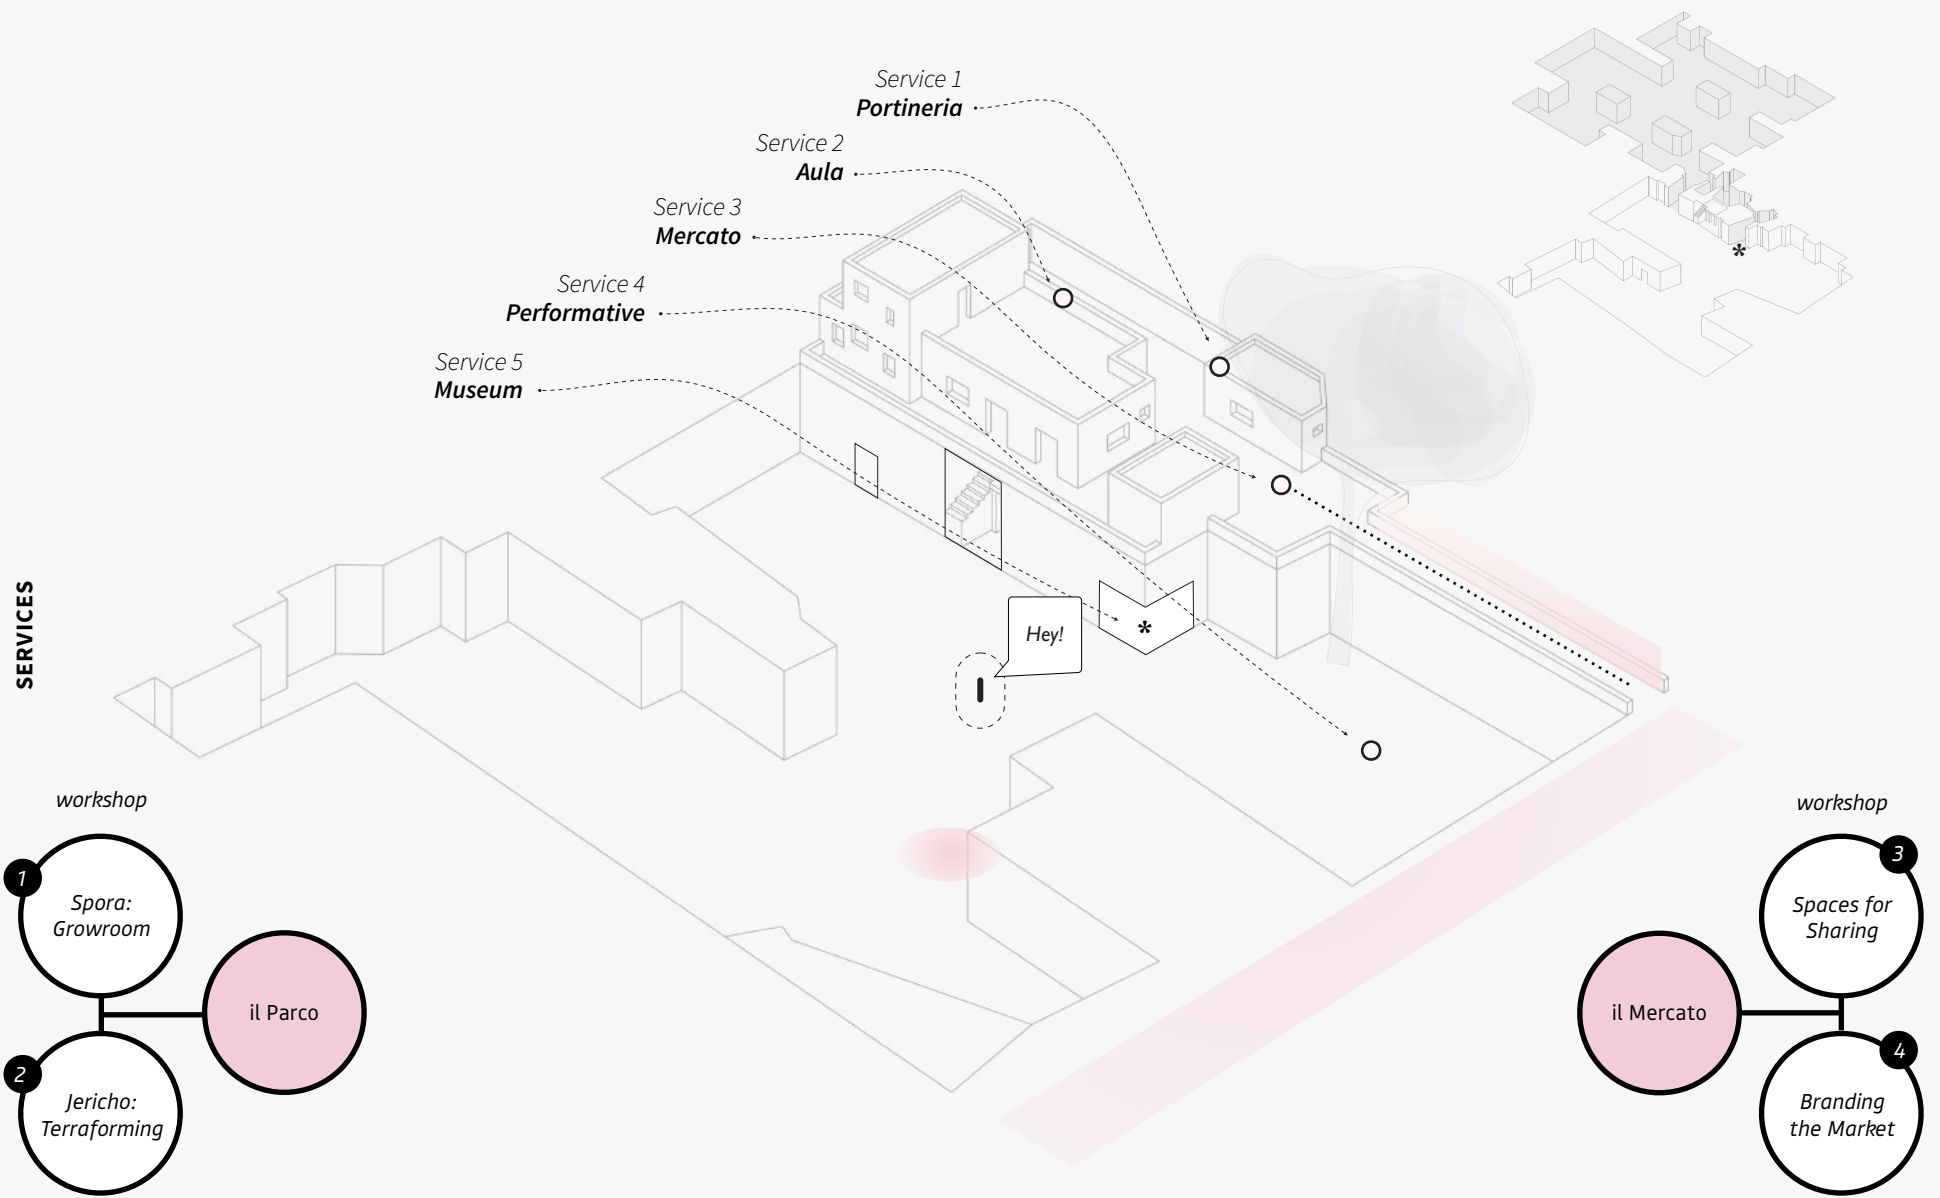 Service 1
Portineria
Service 2
Aula
Service 3
Mercato
Service 4
Performative
Service 5
Museum
*
SERVICES
Hey!
*
workshop
1
Spora:
Growroom
il Parco
2
Jericho:
Terraforming
workshop
3
Spaces for
Sharing
il Mercato
4
Branding
the Market